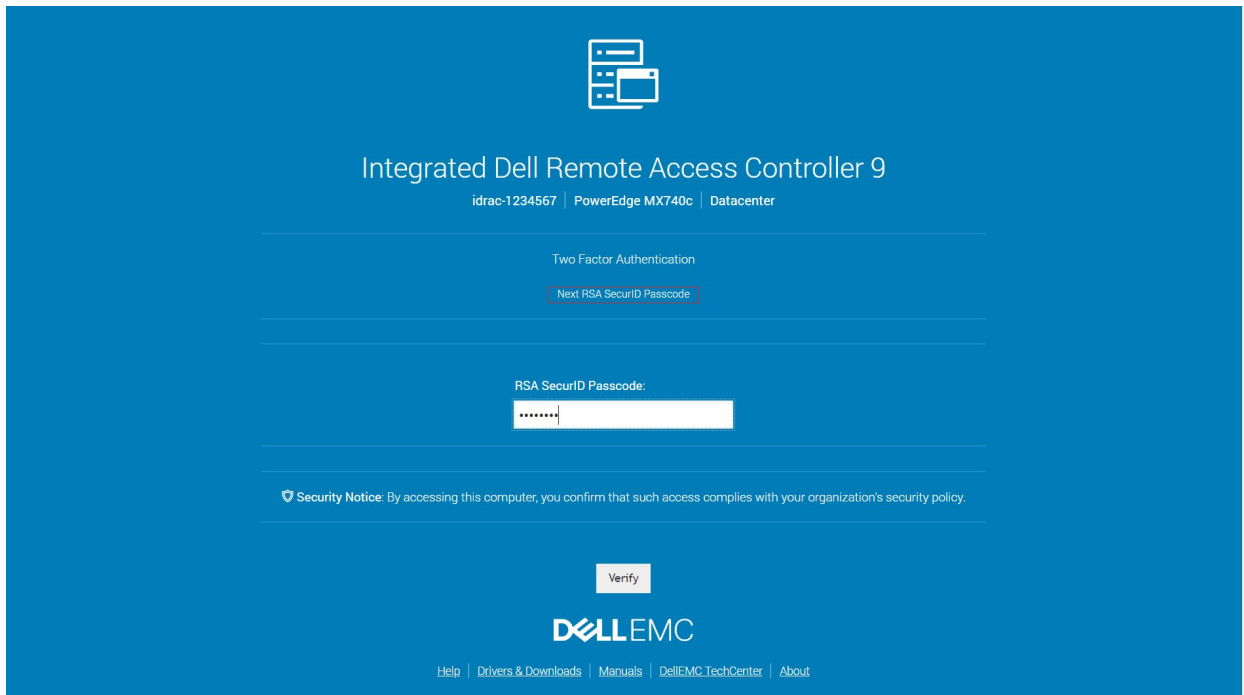 Integrated Dell Remote Access Controller 9
idrac-1234567 | PowerEdge MX740c | Datacenter
Two Factor Authentication
Next RSA SecurID Passcode
RSA SecurID Passcode:
••••••••
Security Notice: By accessing this computer, you confirm that such access complies with your organization's security policy.
Verify
DELLEMC
Help | Drivers & Downloads | Manuals | DellEMC TechCenter | About